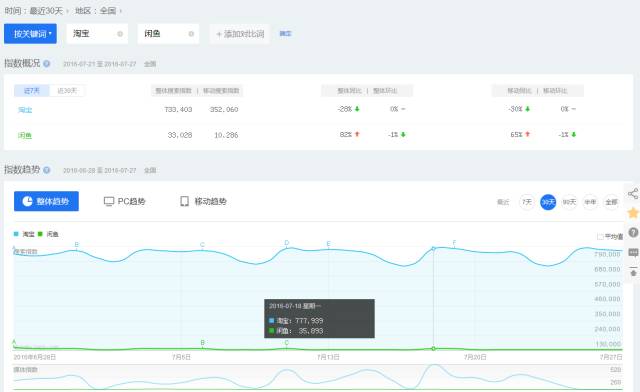 时间：最近30天 › 地区：全国 ›
按关键词 淘宝 闲鱼 + 添加对比词 确定
指数概况 2016-07-21 至 2016-07-27 全国
近7天 近30天 整体搜索指数 移动搜索指数 整体同比 整体环比 移动同比 移动环比
淘宝 733,403 352,060 -28% 0% -30% 0%
闲鱼 33,028 10,286 82% -1% 65% -1%
指数趋势 2016-06-28 至 2016-07-27 全国
整体趋势 PC趋势 移动趋势 最近 7天 30天 90天 半年 全部
淘宝 闲鱼 平均值
搜索指数
A B C D E F
790,000
680,000
570,000
460,000
350,000
240,000
130,000
2016-07-18 星期一
淘宝: 777,939
闲鱼: 35,893
A B C
2016年6月28日 7月5日 7月13日 7月20日 7月27日
媒体指数
520
260